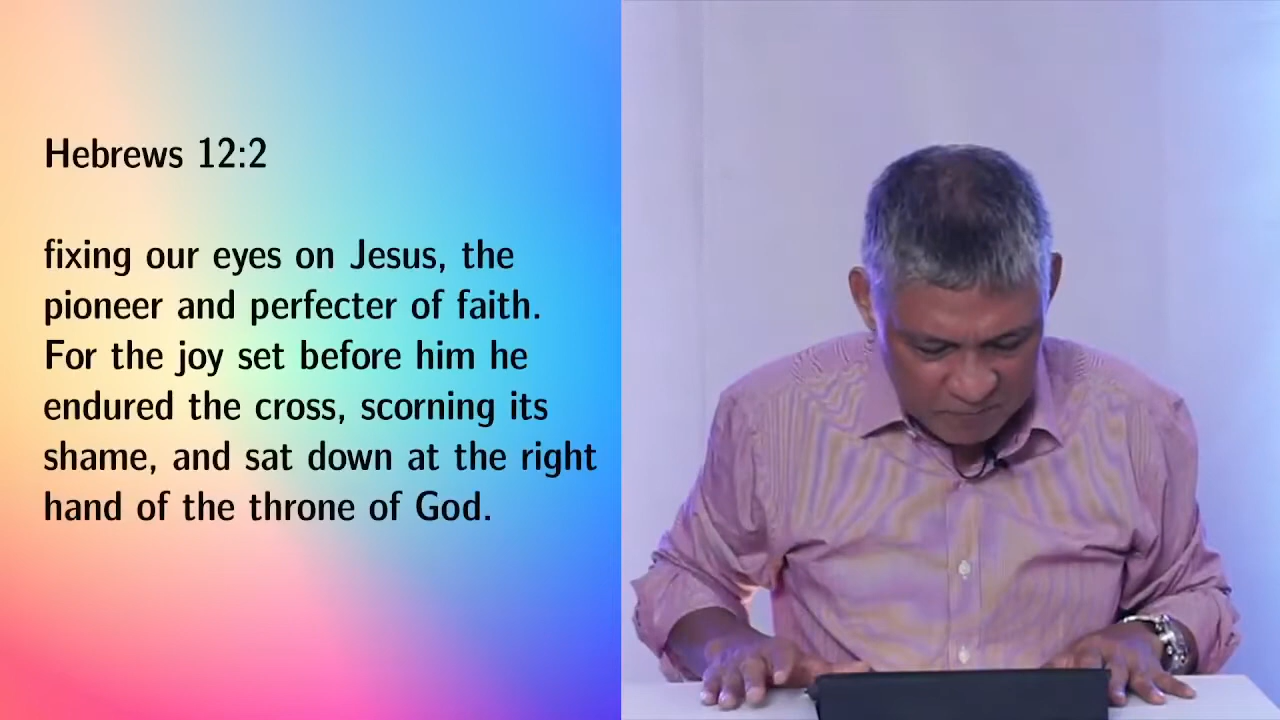 Hebrews 12:2
fixing our eyes on Jesus, the
pioneer and perfecter of faith.
For the joy set before him he
endured the cross, scorning its
shame, and sat down at the right
hand of the throne of God.